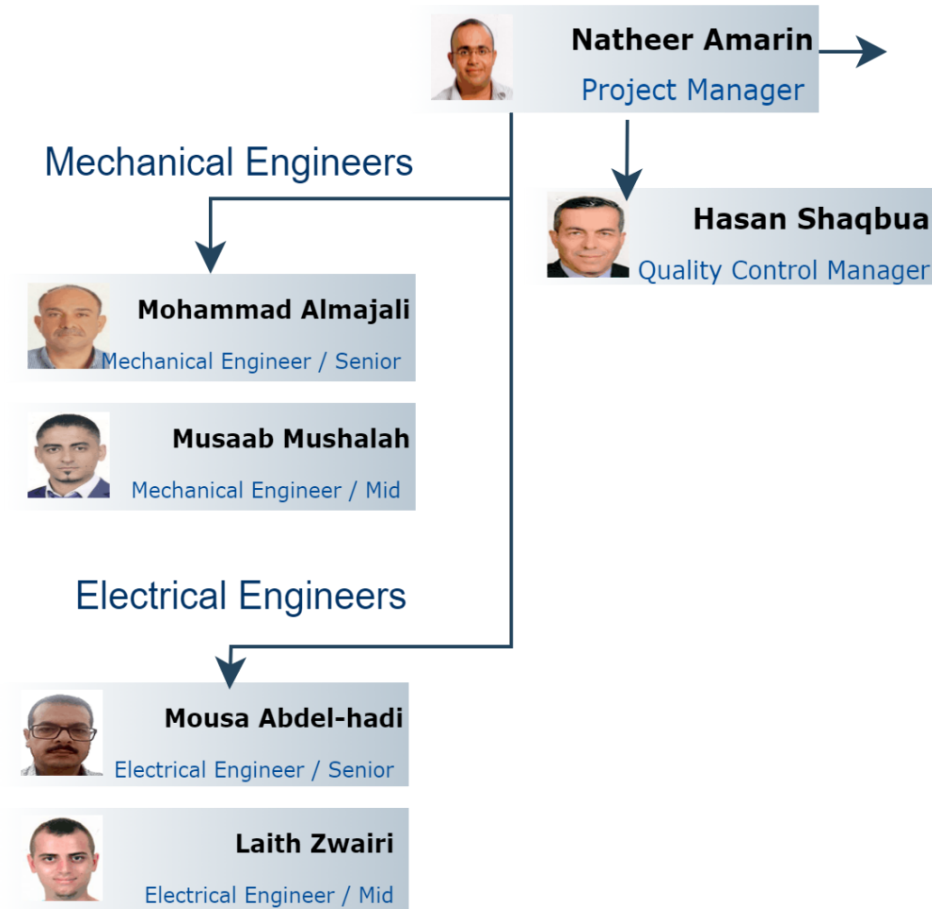 Natheer Amarin
Project Manager
Mechanical Engineers
Hasan Shaqbua
Quality Control Manager
Mohammad Almajali
Mechanical Engineer / Senior
Musaab Mushalah
Mechanical Engineer / Mid
Electrical Engineers
Mousa Abdel-hadi
Electrical Engineer / Senior
Laith Zwairi
Electrical Engineer / Mid